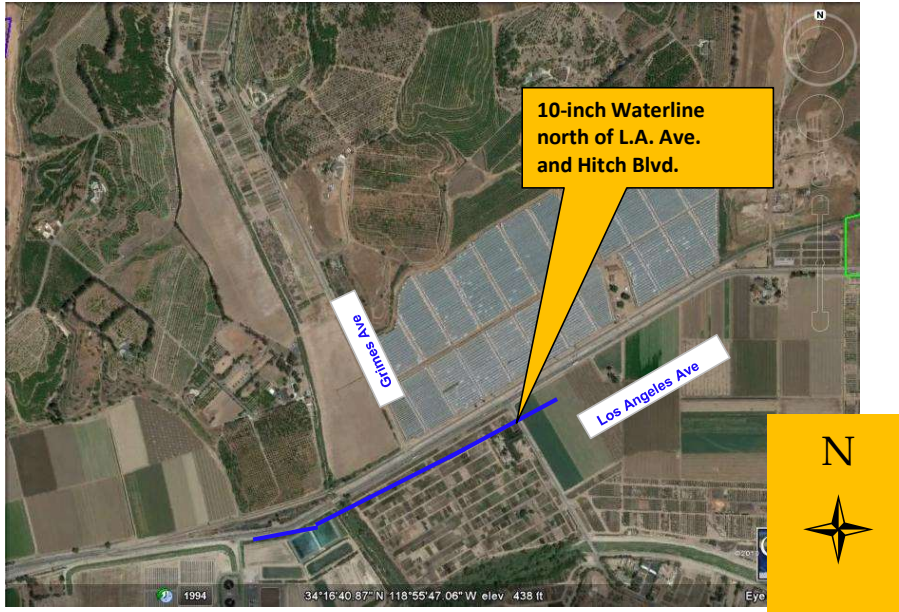 N
10-inch Waterline
north of L.A. Ave.
and Hitch Blvd.
Grimes Ave
Los Angeles Ave
N
1994
34°16'40.87" N 118°55'47.06" W elev 438 ft
Eye